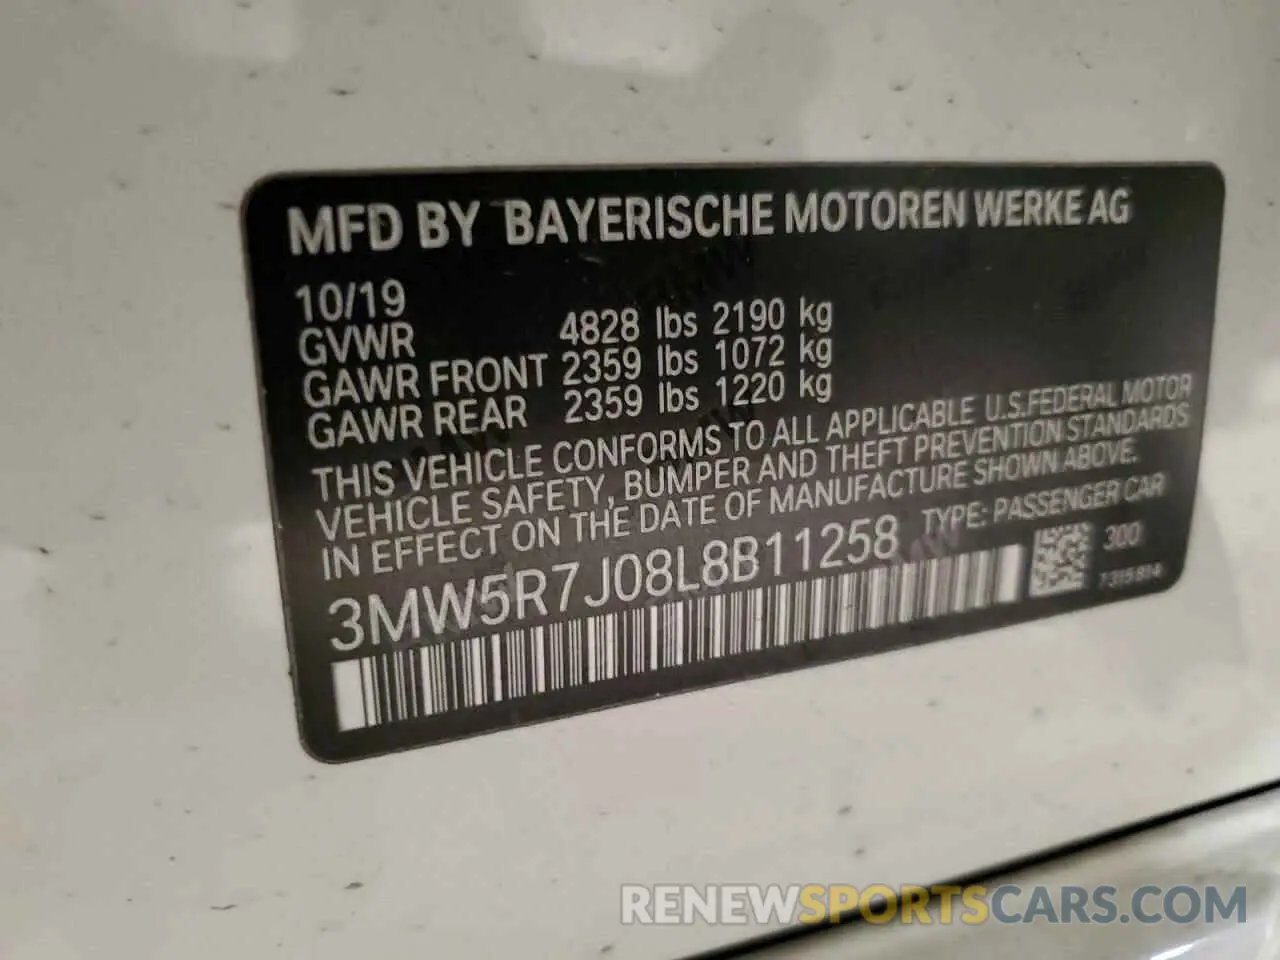 MFD BY BAYERISCHE MOTOREN WERKE AG
10/19
GVWR 4828 lbs 2190 kg
GAWR FRONT 2359 lbs 1072 kg
GAWR REAR 2359 lbs 1220 kg
THIS VEHICLE CONFORMS TO ALL APPLICABLE U.S.FEDERAL MOTOR
VEHICLE SAFETY, BUMPER AND THEFT PREVENTION STANDARDS
IN EFFECT ON THE DATE OF MANUFACTURE SHOWN ABOVE.
3MW5R7J08L8B11258 TYPE: PASSENGER CAR
300
7315814
RENEWSPORTSCARS.COM